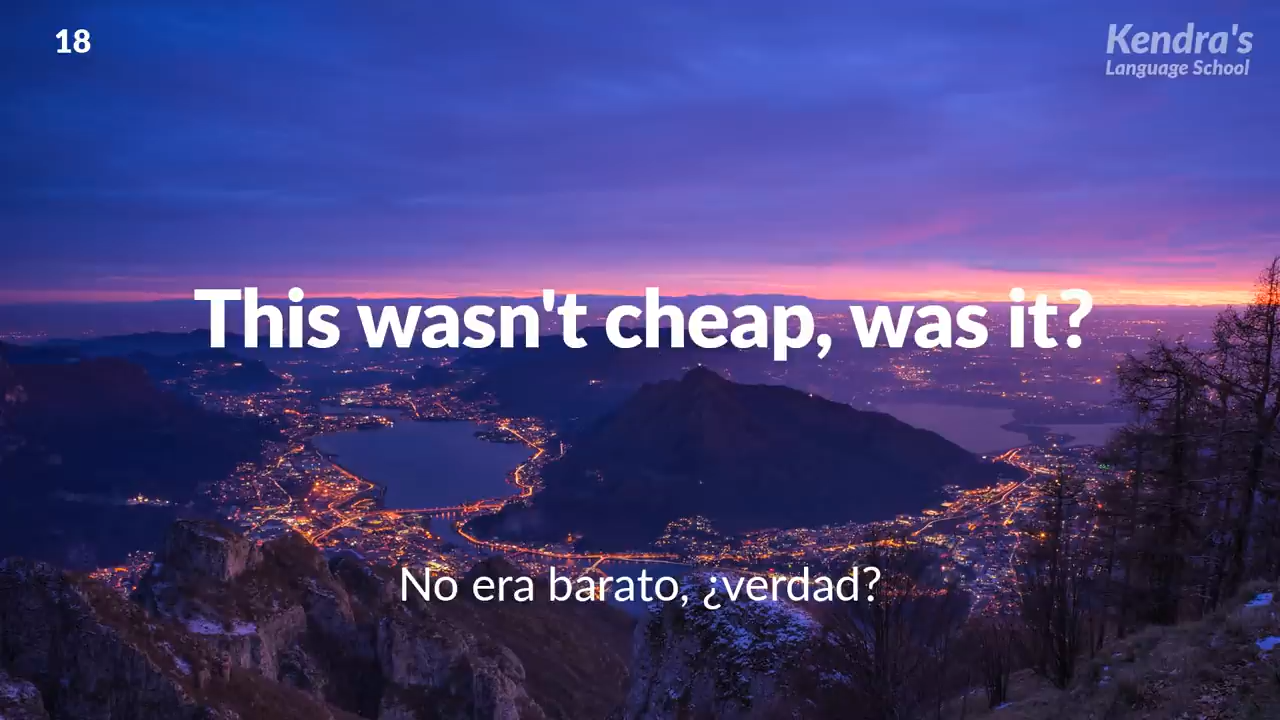 18
Kendra's
Language School
This wasn't cheap, was it?
No era barato, ¿verdad?